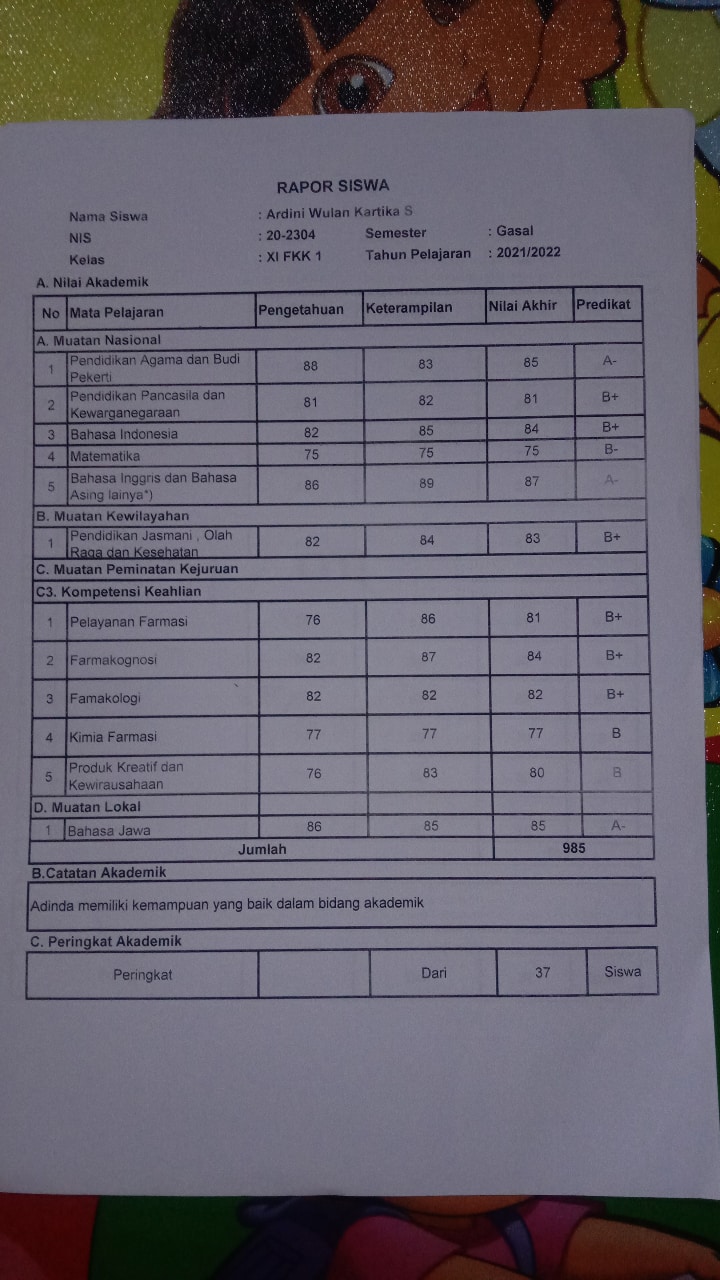 RAPOR SISWA
Nama Siswa : Ardini Wulan Kartika S
NIS : 20-2304 Semester : Gasal
Kelas : XI FKK 1 Tahun Pelajaran : 2021/2022
A. Nilai Akademik
No Mata Pelajaran Pengetahuan Keterampilan Nilai Akhir Predikat
A. Muatan Nasional
1 Pendidikan Agama dan Budi Pekerti 88 83 85 A-
2 Pendidikan Pancasila dan Kewarganegaraan 81 82 81 B+
3 Bahasa Indonesia 82 85 84 B+
4 Matematika 75 75 75 B-
5 Bahasa Inggris dan Bahasa Asing lainya*) 86 89 87 A-
B. Muatan Kewilayahan
1 Pendidikan Jasmani , Olah Raga dan Kesehatan 82 84 83 B+
C. Muatan Peminatan Kejuruan
C3. Kompetensi Keahlian
1 Pelayanan Farmasi 76 86 81 B+
2 Farmakognosi 82 87 84 B+
3 Famakologi 82 82 82 B+
4 Kimia Farmasi 77 77 77 B
5 Produk Kreatif dan Kewirausahaan 76 83 80 B
D. Muatan Lokal
1 Bahasa Jawa 86 85 85 A-
Jumlah 985
B.Catatan Akademik
Adinda memiliki kemampuan yang baik dalam bidang akademik
C. Peringkat Akademik
Peringkat Dari 37 Siswa